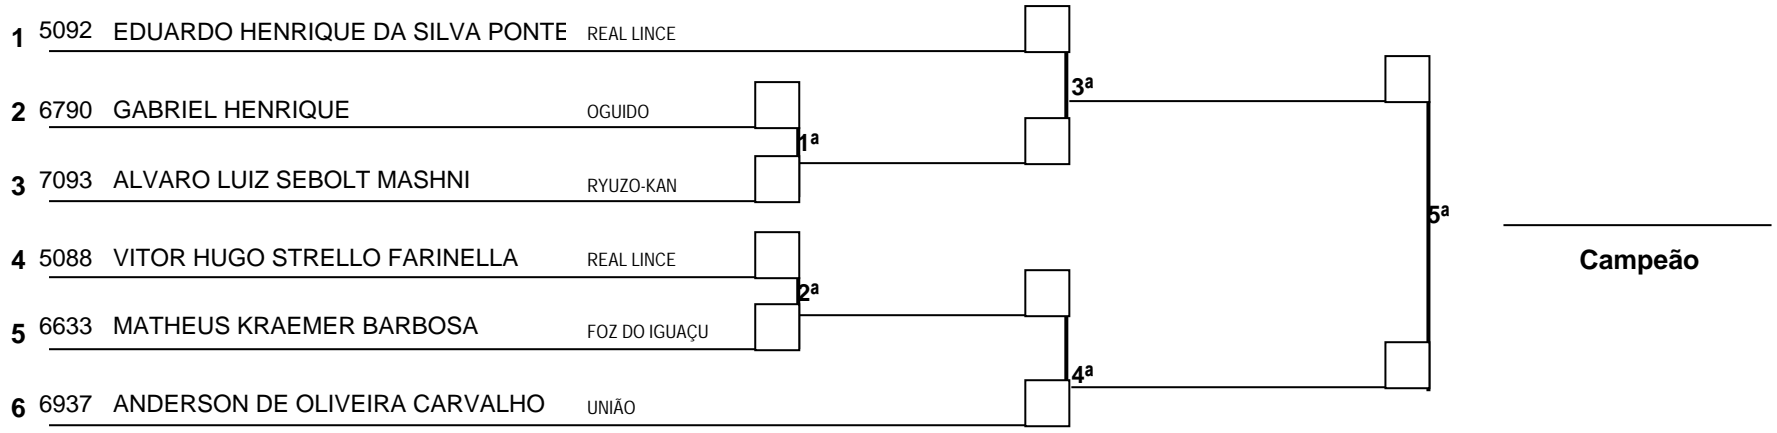 1 5092 EDUARDO HENRIQUE DA SILVA PONTE REAL LINCE
3ª
2 6790 GABRIEL HENRIQUE OGUIDO
1ª
3 7093 ALVARO LUIZ SEBOLT MASHNI RYUZO-KAN
5ª
4 5088 VITOR HUGO STRELLO FARINELLA REAL LINCE
Campeão
2ª
5 6633 MATHEUS KRAEMER BARBOSA FOZ DO IGUAÇU
4ª
6 6937 ANDERSON DE OLIVEIRA CARVALHO UNIÃO